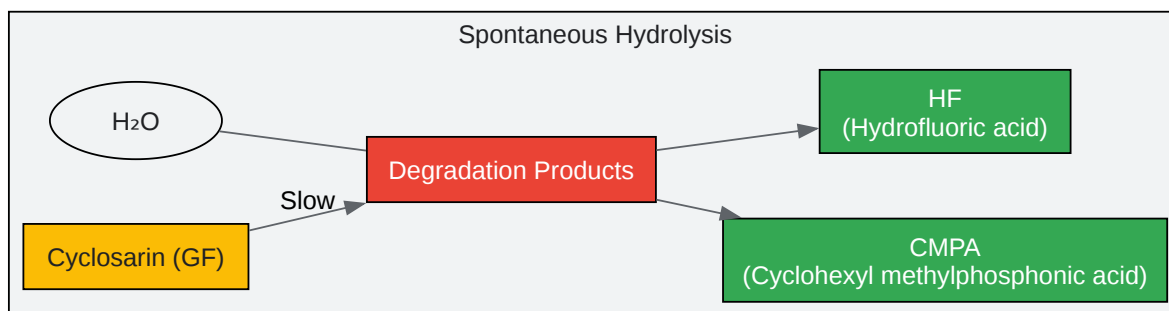 Spontaneous Hydrolysis
H₂O
HF
(Hydrofluoric acid)
Degradation Products
Slow
Cyclosarin (GF)
CMPA
(Cyclohexyl methylphosphonic acid)